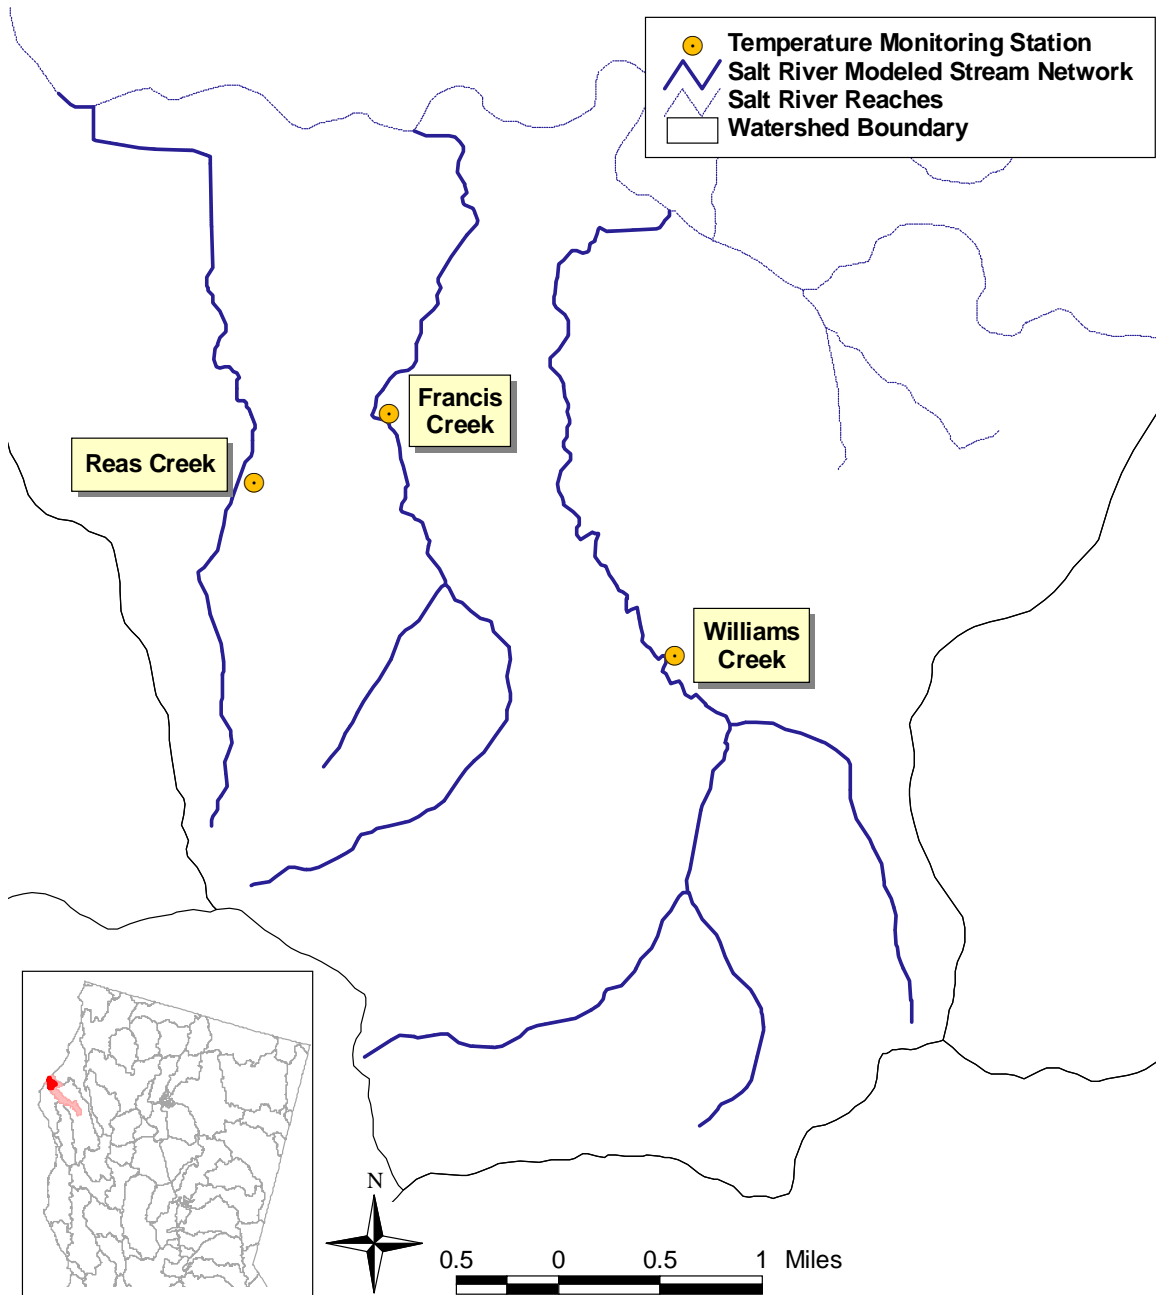 Temperature Monitoring Station
Salt River Modeled Stream Network
Salt River Reaches
Watershed Boundary
Francis
Creek
Reas Creek
Williams
Creek
N
0.5 0 0.5 1 Miles